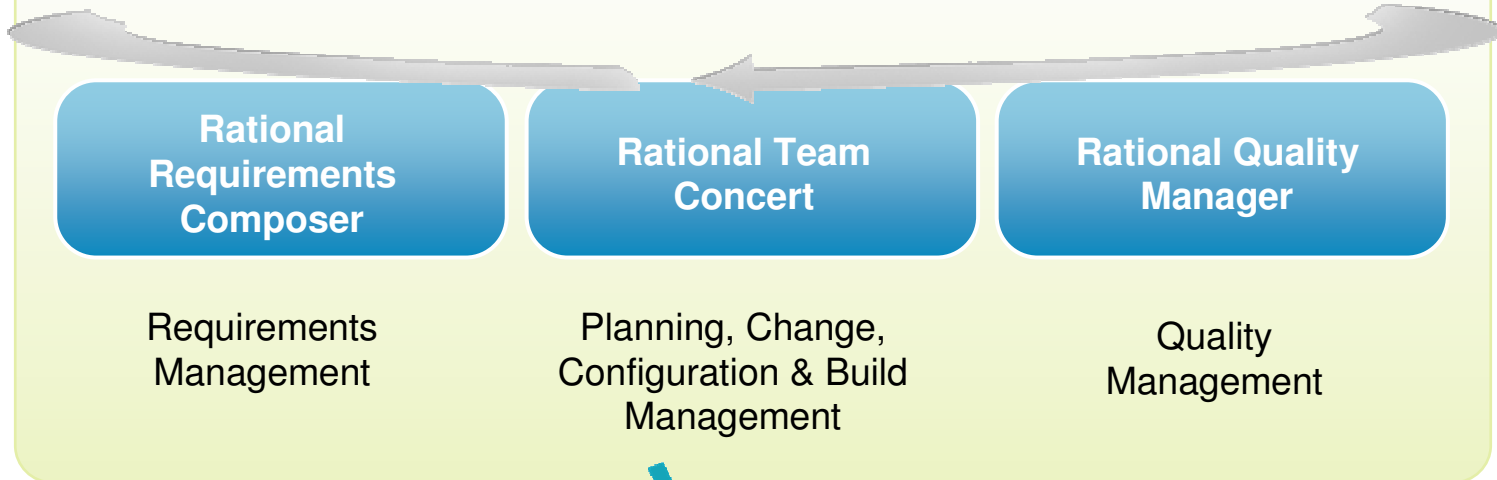 Rational
Requirements
Composer
Rational Team
Concert
Rational Quality
Manager
Requirements
Management
Planning, Change,
Configuration & Build
Management
Quality
Management